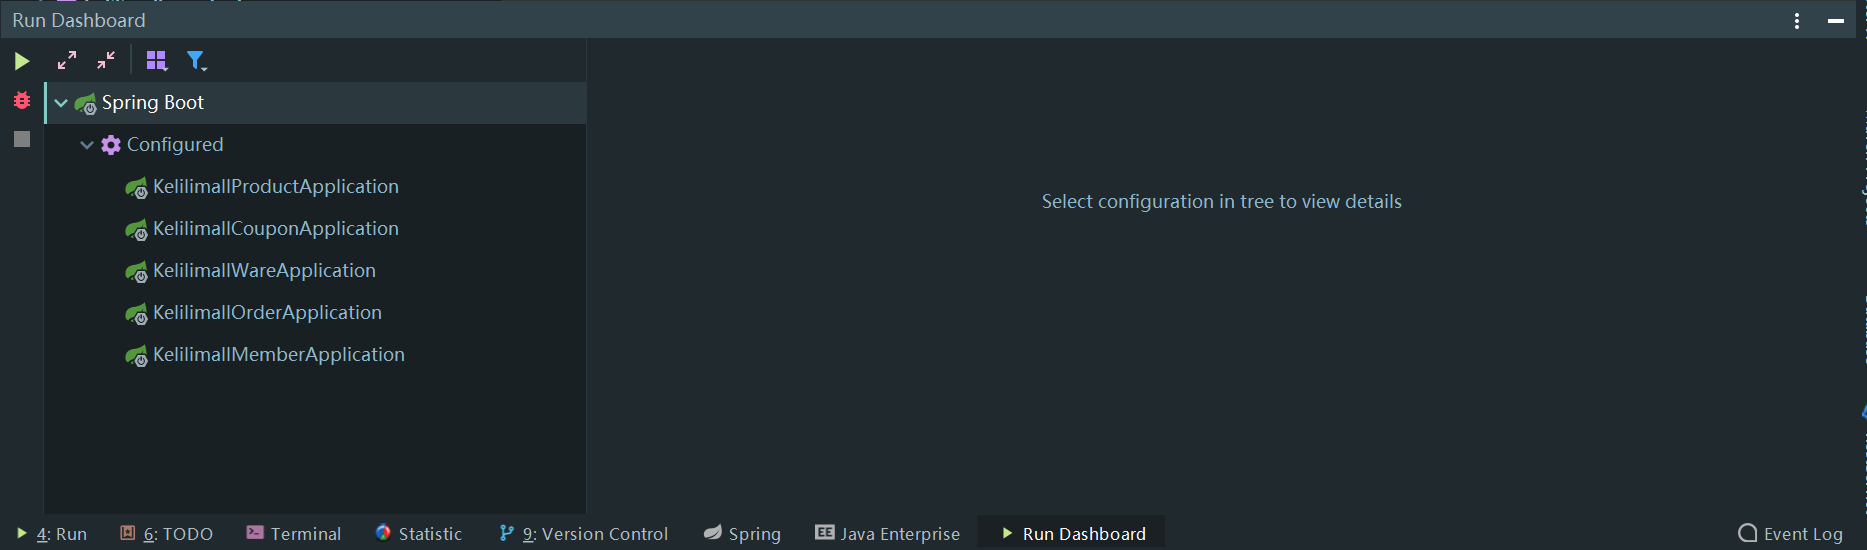 Run Dashboard
Spring Boot
Configured
KelilimallProductApplication
KelilimallCouponApplication
Select configuration in tree to view details
KelilimallWareApplication
KelilimallOrderApplication
KelilimallMemberApplication
4: Run 6: TODO Terminal Statistic 9: Version Control Spring EE Java Enterprise Run Dashboard Event Log